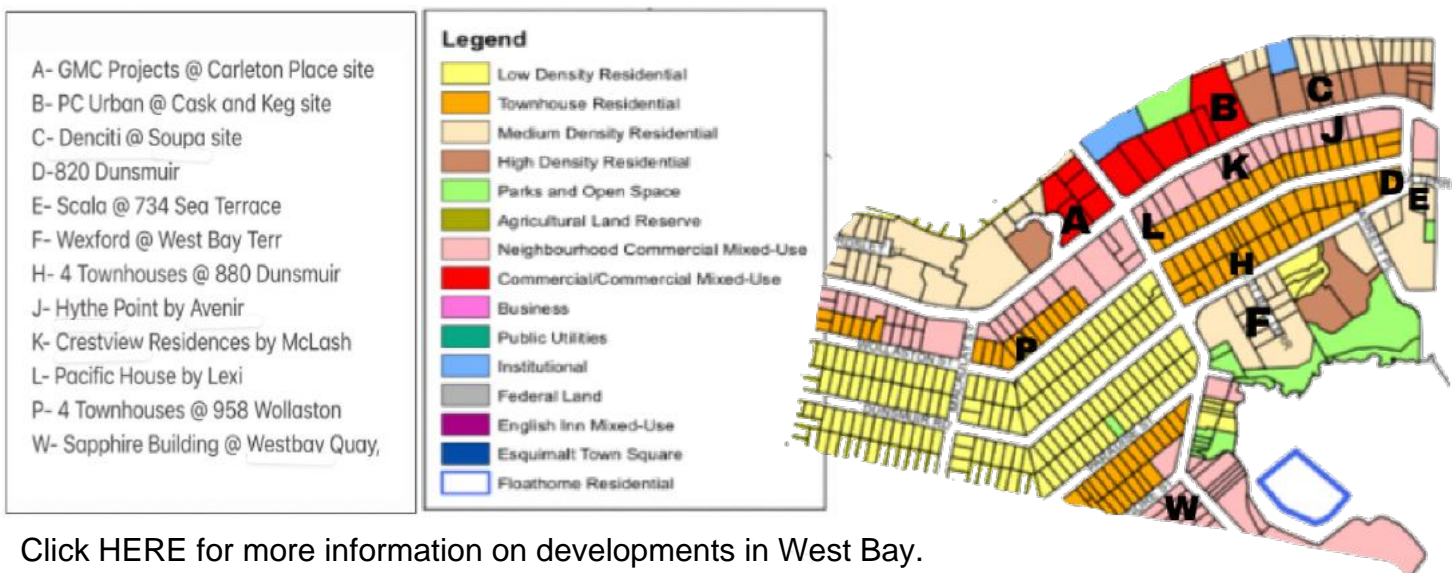 A- GMC Projects @ Carleton Place site
B- PC Urban @ Cask and Keg site
C- Denciti @ Soupa site
D-820 Dunsmuir
E- Scala @ 734 Sea Terrace
F- Wexford @ West Bay Terr
H- 4 Townhouses @ 880 Dunsmuir
J- Hythe Point by Avenir
K- Crestview Residences by McLash
L- Pacific House by Lexi
P- 4 Townhouses @ 958 Wollaston
W- Sapphire Building @ Westbay Quay,
Legend
Low Density Residential
Townhouse Residential
Medium Density Residential
High Density Residential
Parks and Open Space
Agricultural Land Reserve
Neighbourhood Commercial Mixed-Use
Commercial/Commercial Mixed-Use
Business
Public Utilities
Institutional
Federal Land
English Inn Mixed-Use
Esquimalt Town Square
Floathome Residential
C
B
J
K
D
E
A
L
H
F
P
W
Click HERE for more information on developments in West Bay.